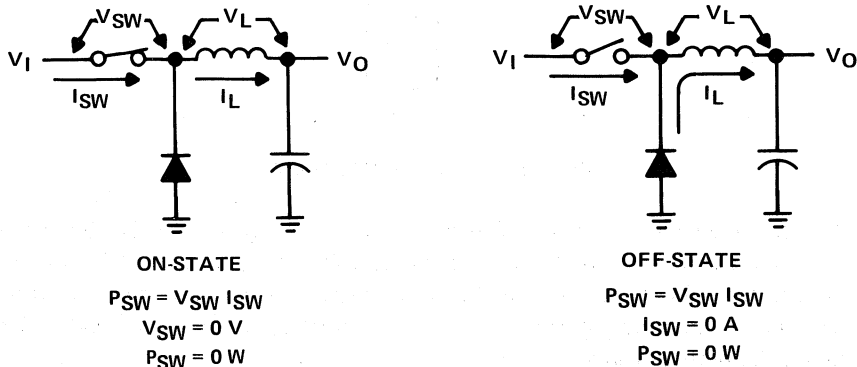 VSW VL
VI VO
ISW IL
ON-STATE
PSW = VSW ISW
VSW = 0 V
PSW = 0 W
VSW VL
VI VO
ISW IL
OFF-STATE
PSW = VSW ISW
ISW = 0 A
PSW = 0 W